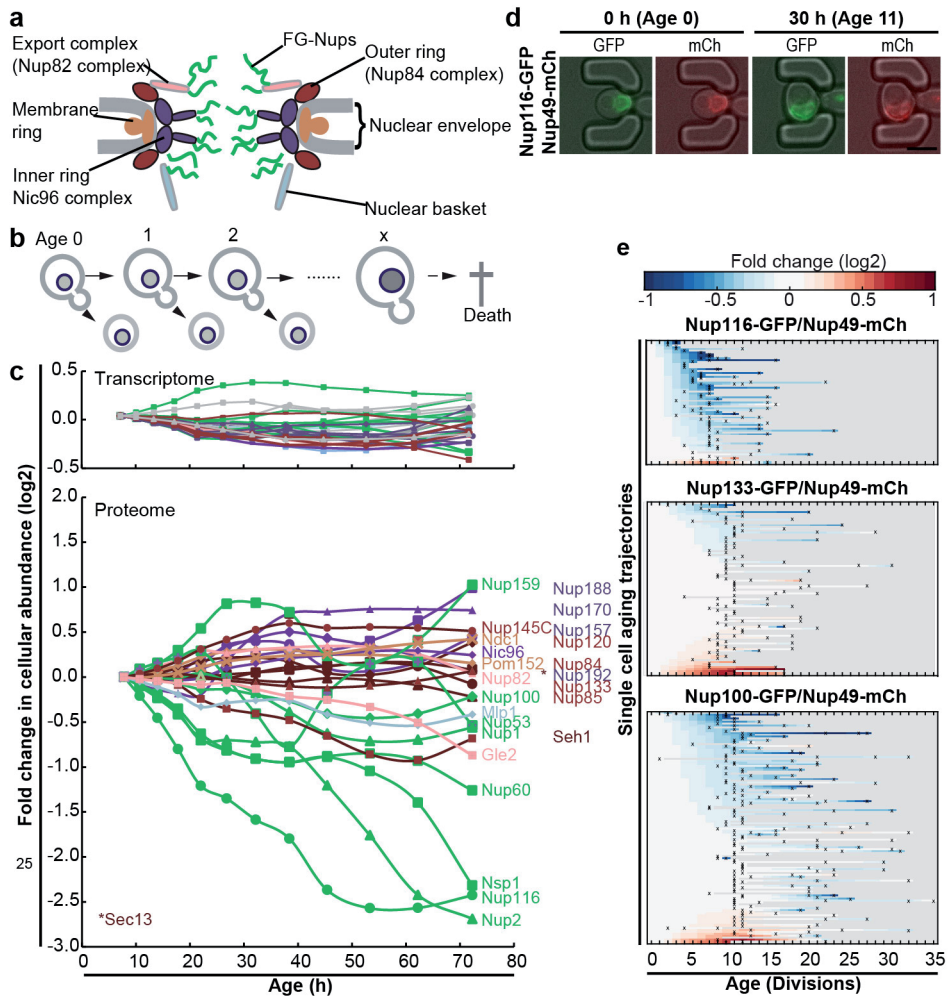 a
Export complex
(Nup82 complex)
FG-Nups
Outer ring
(Nup84 complex)
Membrane
ring
Nuclear envelope
Inner ring
Nic96 complex
Nuclear basket
b
Age 0
1
2
x
Death
c
Transcriptome
0.5
0.0
-0.5
Proteome
2.0
1.5
1.0
0.5
0.0
-0.5
-1.0
-1.5
-2.0
-2.5
-3.0
Fold change in cellular abundance (log2)
25
*Sec13
Nup159
Nup145C
Ndc1
Nic96
Pom152
Nup82
Nup100
Mlp1
Nup53
Nup1
Gle2
Nup60
Nsp1
Nup116
Nup2
Nup188
Nup170
Nup157
Nup120
Nup84
*
Nup192
Nup133
Nup85
Seh1
0 10 20 30 40 50 60 70 80
Age (h)
d
0 h (Age 0)
30 h (Age 11)
GFP
mCh
GFP
mCh
Nup116-GFP
Nup49-mCh
e
Fold change (log2)
-1 -0.5 0 0.5 1
Nup116-GFP/Nup49-mCh
Nup133-GFP/Nup49-mCh
Nup100-GFP/Nup49-mCh
Single cell aging trajectories
0 5 10 15 20 25 30 35
Age (Divisions)